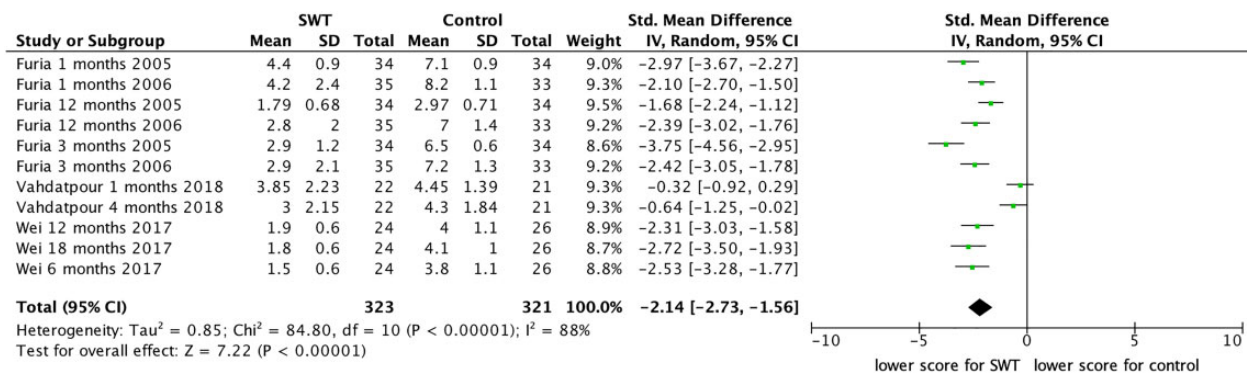 SWT Control Std. Mean Difference Std. Mean Difference
Study or Subgroup Mean SD Total Mean SD Total Weight IV, Random, 95% CI IV, Random, 95% CI
Furia 1 months 2005 4.4 0.9 34 7.1 0.9 34 9.0% −2.97 [−3.67, −2.27]
Furia 1 months 2006 4.2 2.4 35 8.2 1.1 33 9.3% −2.10 [−2.70, −1.50]
Furia 12 months 2005 1.79 0.68 34 2.97 0.71 34 9.5% −1.68 [−2.24, −1.12]
Furia 12 months 2006 2.8 2 35 7 1.4 33 9.2% −2.39 [−3.02, −1.76]
Furia 3 months 2005 2.9 1.2 34 6.5 0.6 34 8.6% −3.75 [−4.56, −2.95]
Furia 3 months 2006 2.9 2.1 35 7.2 1.3 33 9.2% −2.42 [−3.05, −1.78]
Vahdatpour 1 months 2018 3.85 2.23 22 4.45 1.39 21 9.3% −0.32 [−0.92, 0.29]
Vahdatpour 4 months 2018 3 2.15 22 4.3 1.84 21 9.3% −0.64 [−1.25, −0.02]
Wei 12 months 2017 1.9 0.6 24 4 1.1 26 8.9% −2.31 [−3.03, −1.58]
Wei 18 months 2017 1.8 0.6 24 4.1 1 26 8.7% −2.72 [−3.50, −1.93]
Wei 6 months 2017 1.5 0.6 24 3.8 1.1 26 8.8% −2.53 [−3.28, −1.77]
Total (95% CI) 323 321 100.0% −2.14 [−2.73, −1.56]
Heterogeneity: Tau² = 0.85; Chi² = 84.80, df = 10 (P < 0.00001); I² = 88%
Test for overall effect: Z = 7.22 (P < 0.00001)
−10 −5 0 5 10
lower score for SWT lower score for control